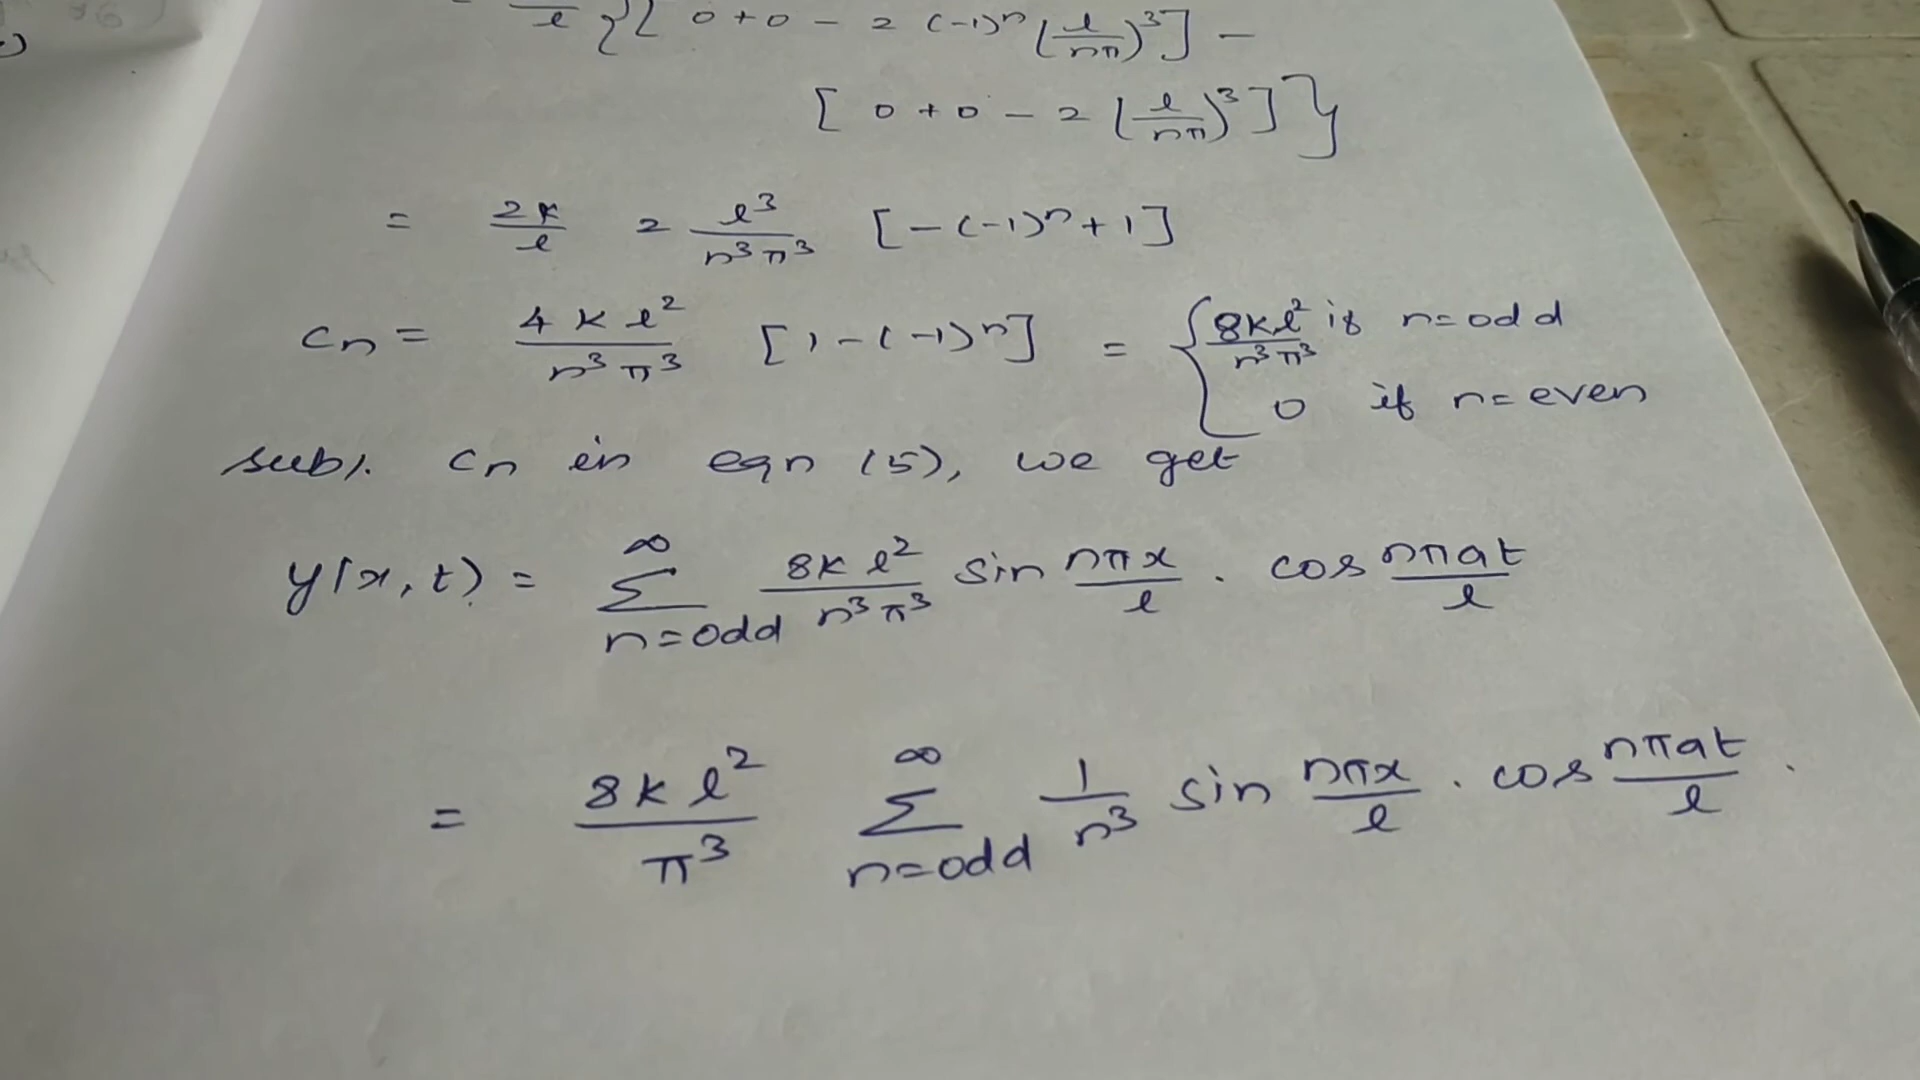 l {[ 0 + 0 - 2 (-1)^n (l/nπ)^3] -
[ 0 + 0 - 2 (l/nπ)^3 ] }
= 2k/l 2 l^3/n^3π^3 [-(-1)^n + 1]
cn = 4kl^2/n^3π^3 [1-(-1)^n] = { 8kl^2/n^3π^3 if n=odd
0 if n=even
subs. cn in eqn (5), we get
y(x,t) = ∞Σn=odd 8kl^2/n^3π^3 sin nπx/l . cos nπat/l
= 8kl^2/π^3 ∞Σn=odd 1/n^3 sin nπx/l . cos nπat/l .